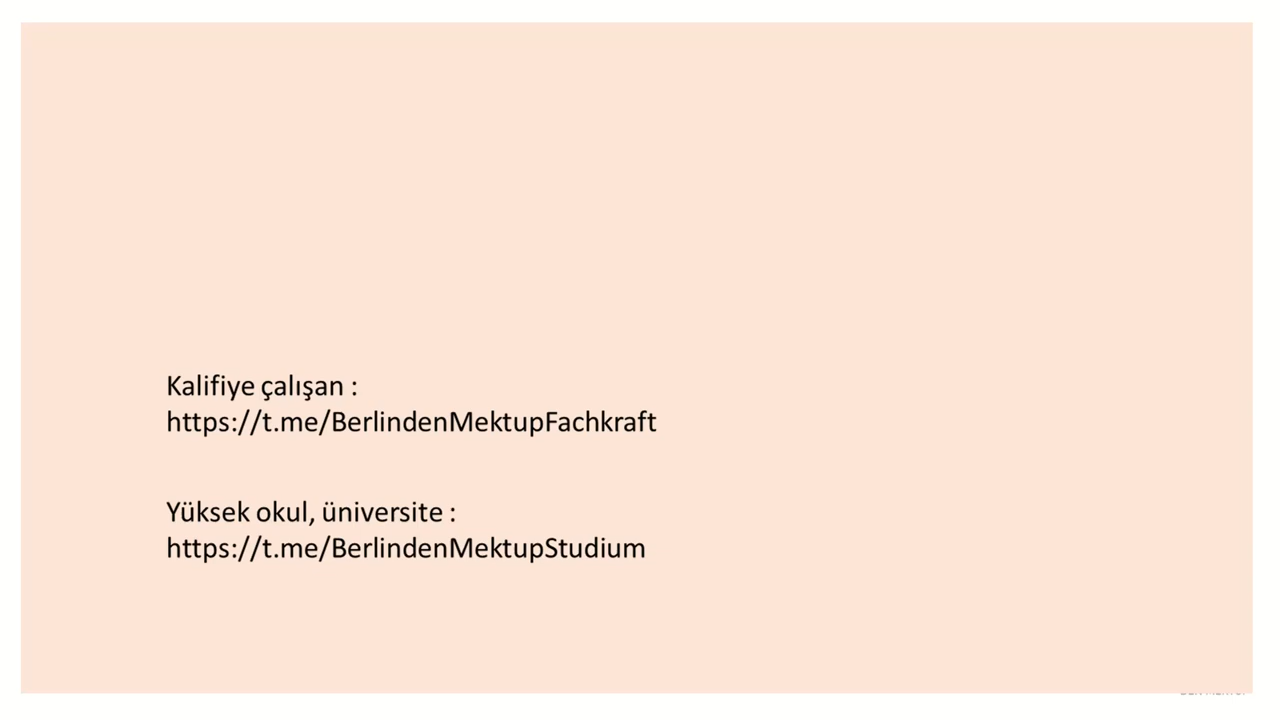 Kalifiye çalışan :
https://t.me/BerlindenMektupFachkraft
Yüksek okul, üniversite :
https://t.me/BerlindenMektupStudium